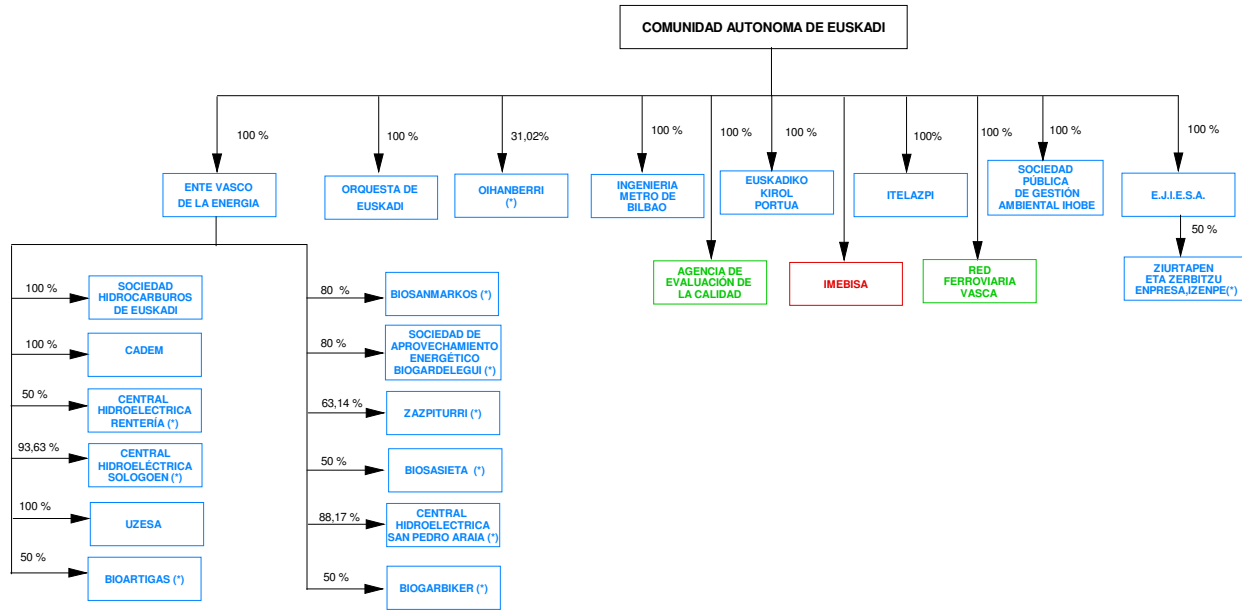 COMUNIDAD AUTONOMA DE EUSKADI
100 %
100 %
31,02%
100 %
100 %
100 %
100%
100 %
100 %
100 %
ENTE VASCO
DE LA ENERGIA
ORQUESTA DE
EUSKADI
OIHANBERRI
(*)
INGENIERIA
METRO DE
BILBAO
EUSKADIKO
KIROL
PORTUA
ITELAZPI
SOCIEDAD
PÚBLICA
DE GESTIÓN
AMBIENTAL IHOBE
E.J.I.E.S.A.
50 %
AGENCIA DE
EVALUACIÓN DE
LA CALIDAD
IMEBISA
RED
FERROVIARIA
VASCA
ZIURTAPEN
ETA ZERBITZU
ENPRESA,IZENPE(*)
100 %
SOCIEDAD
HIDROCARBUROS
DE EUSKADI
100 %
CADEM
50 %
CENTRAL
HIDROELECTRICA
RENTERÍA (*)
93,63 %
CENTRAL
HIDROELÉCTRICA
SOLOGOEN (*)
100 %
UZESA
50 %
BIOARTIGAS (*)
80 %
BIOSANMARKOS (*)
80 %
SOCIEDAD DE
APROVECHAMIENTO
ENERGÉTICO
BIOGARDELEGUI (*)
63,14 %
ZAZPITURRI (*)
50 %
BIOSASIETA (*)
88,17 %
CENTRAL
HIDROELECTRICA
SAN PEDRO ARAIA (*)
50 %
BIOGARBIKER (*)